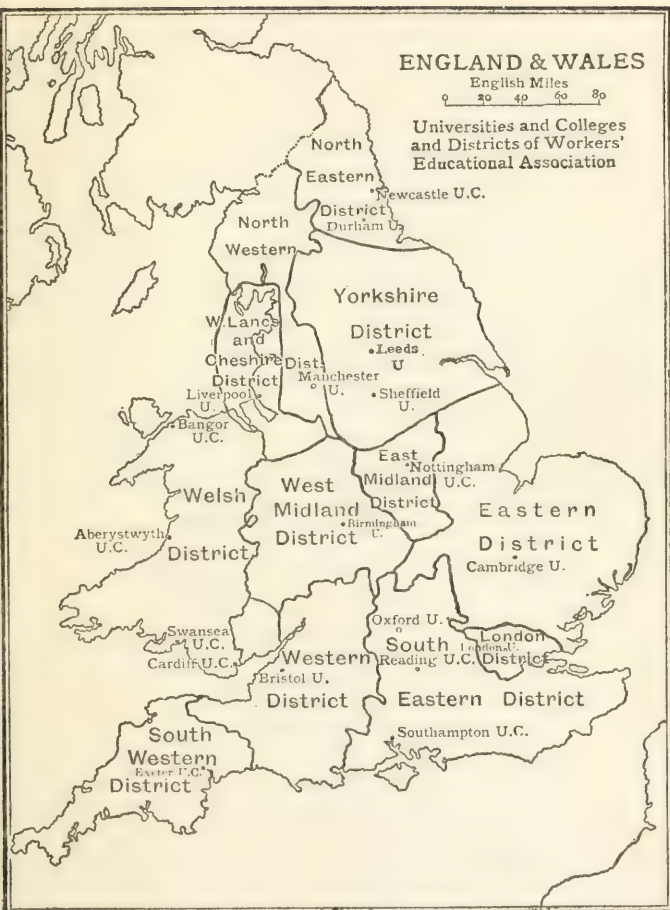 ENGLAND & WALES
English Miles
0 20 40 60 80
Universities and Colleges
and Districts of Workers'
Educational Association
North
Eastern
District
Newcastle U.C.
Durham U.
North
Western
Dist.
Yorkshire
District
Leeds
U
Sheffield
U.
W. Lancs
and
Cheshire
District
Liverpool
U.
Manchester
U.
Bangor
U.C.
Welsh
District
Aberystwyth
U.C.
Swansea
U.C.
Cardiff U.C.
West
Midland
District
Birmingham
U.
East
Midland
District
Nottingham
U.C.
Eastern
District
Cambridge U.
Oxford U.
South
Reading U.C.
Eastern District
Southampton U.C.
London
London U.
District
Western
Bristol U.
District
South
Western
Exeter U.C.
District